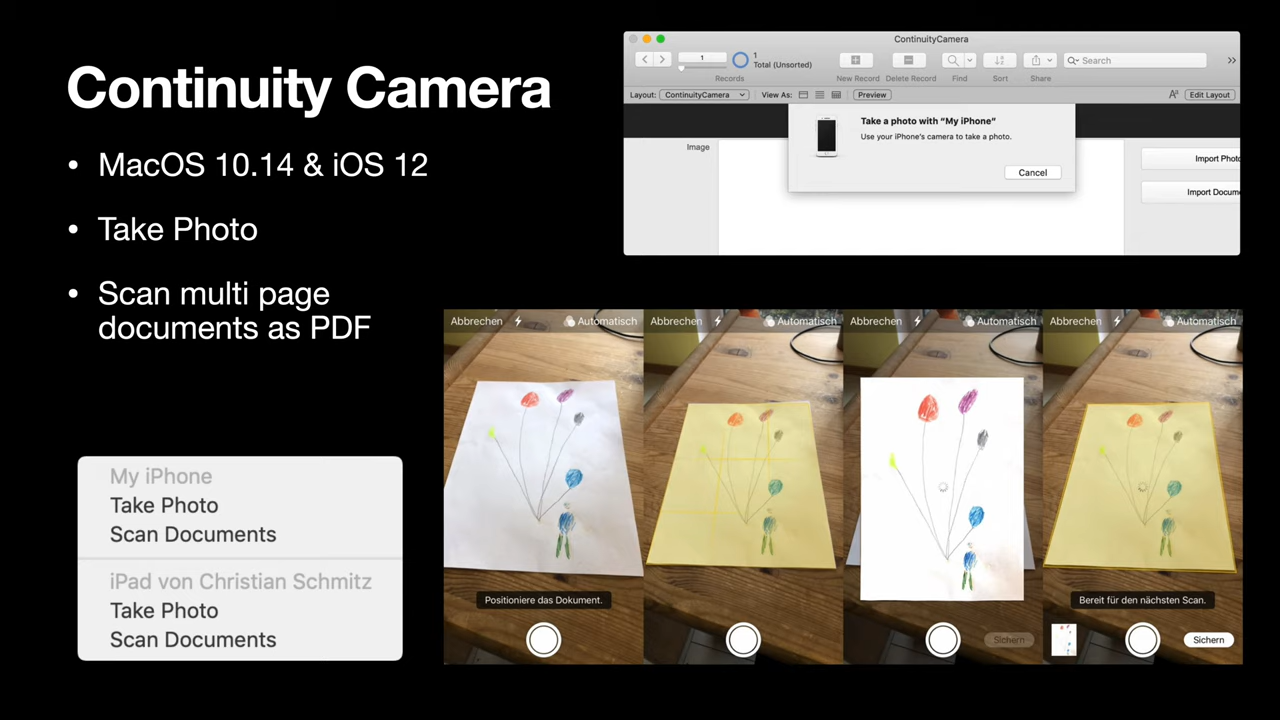 Continuity Camera
• MacOS 10.14 & iOS 12
• Take Photo
• Scan multi page
documents as PDF
My iPhone
Take Photo
Scan Documents
iPad von Christian Schmitz
Take Photo
Scan Documents
ContinuityCamera
1
1
Total (Unsorted)
Search
Records
New Record
Delete Record
Find
Sort
Share
Layout:
ContinuityCamera
View As:
Preview
Aa
Edit Layout
Take a photo with “My iPhone”
Use your iPhone’s camera to take a photo.
Cancel
Image
Import Photo
Import Docume
Abbrechen
Automatisch
Positioniere das Dokument.
Abbrechen
Automatisch
Abbrechen
Automatisch
Sichern
Abbrechen
Automatisch
Bereit für den nächsten Scan.
Sichern